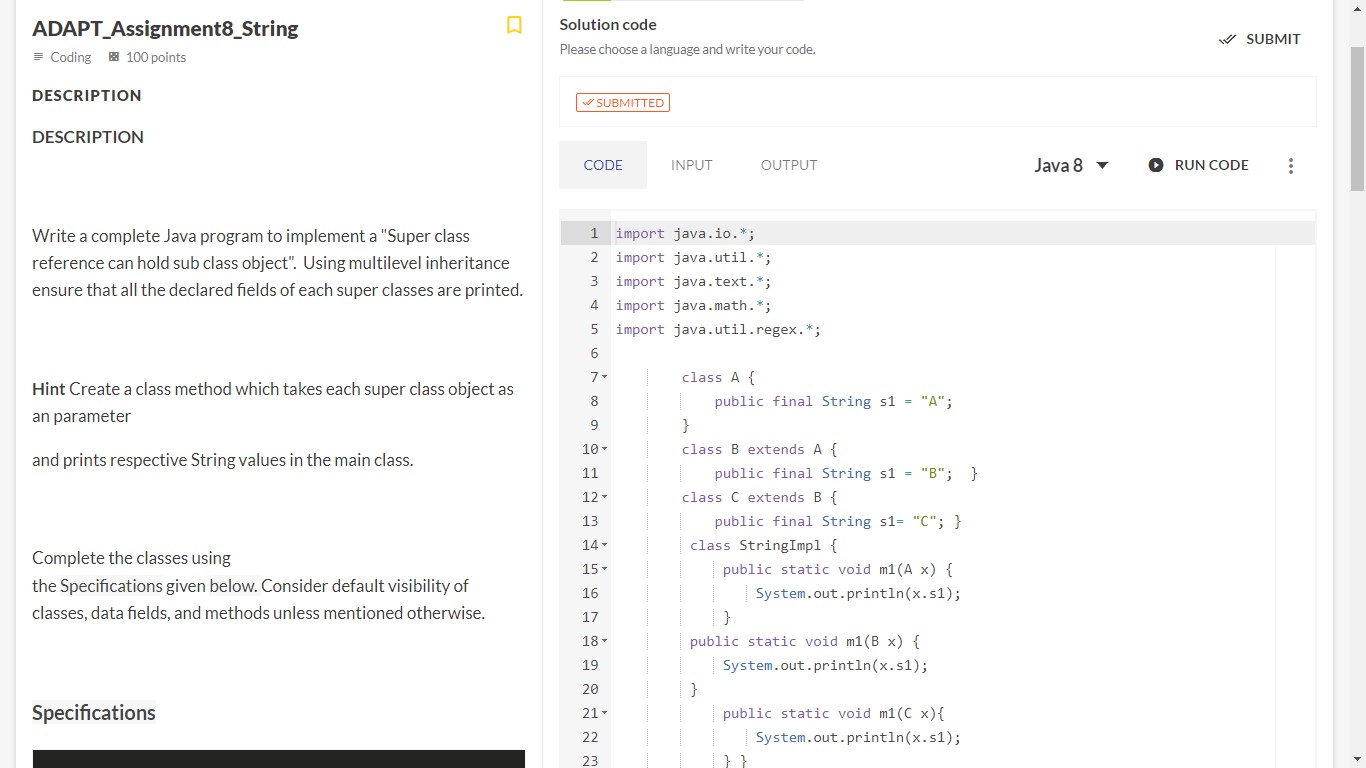 ADAPT_Assignment8_String
Coding 100 points
DESCRIPTION
DESCRIPTION
Write a complete Java program to implement a "Super class
reference can hold sub class object".  Using multilevel inheritance
ensure that all the declared fields of each super classes are printed.
Hint Create a class method which takes each super class object as
an parameter
and prints respective String values in the main class.
Complete the classes using
the Specifications given below. Consider default visibility of
classes, data fields, and methods unless mentioned otherwise.
Specifications
Solution code
Please choose a language and write your code.
SUBMIT
SUBMITTED
CODE INPUT OUTPUT Java 8 RUN CODE
1 import java.io.*;
2 import java.util.*;
3 import java.text.*;
4 import java.math.*;
5 import java.util.regex.*;
6
7 class A {
8 public final String s1 = "A";
9 }
10 class B extends A {
11 public final String s1 = "B";  }
12 class C extends B {
13 public final String s1= "C"; }
14 class StringImpl {
15 public static void m1(A x) {
16 System.out.println(x.s1);
17 }
18 public static void m1(B x) {
19 System.out.println(x.s1);
20 }
21 public static void m1(C x){
22 System.out.println(x.s1);
23 } }